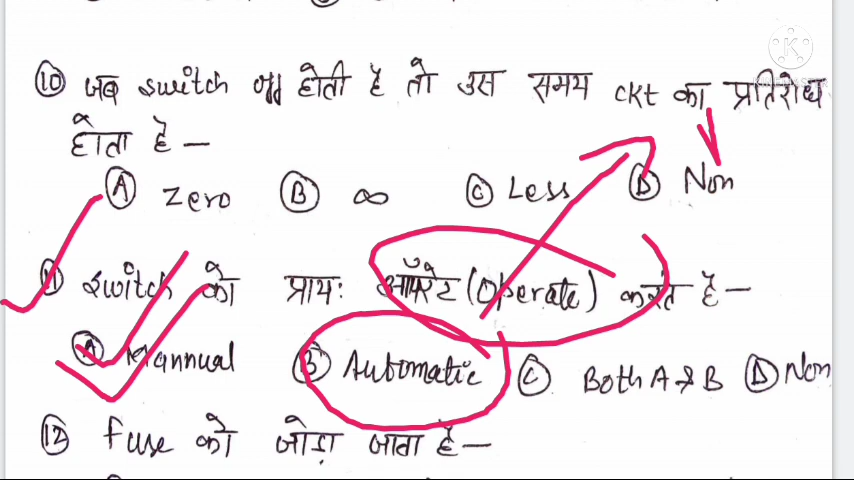 ⑩ जब switch off होती है तो उस समय ckt का प्रतिरोध
होता है —
Ⓐ Zero Ⓑ ∞ Ⓒ Less Ⓓ Non
⑪ switch को प्रायः ऑपरेट (Operate) करते है —
Ⓐ Mannual Ⓑ Automatic Ⓒ Both A & B Ⓓ Non
⑫ fuse को जोड़ा जाता है —